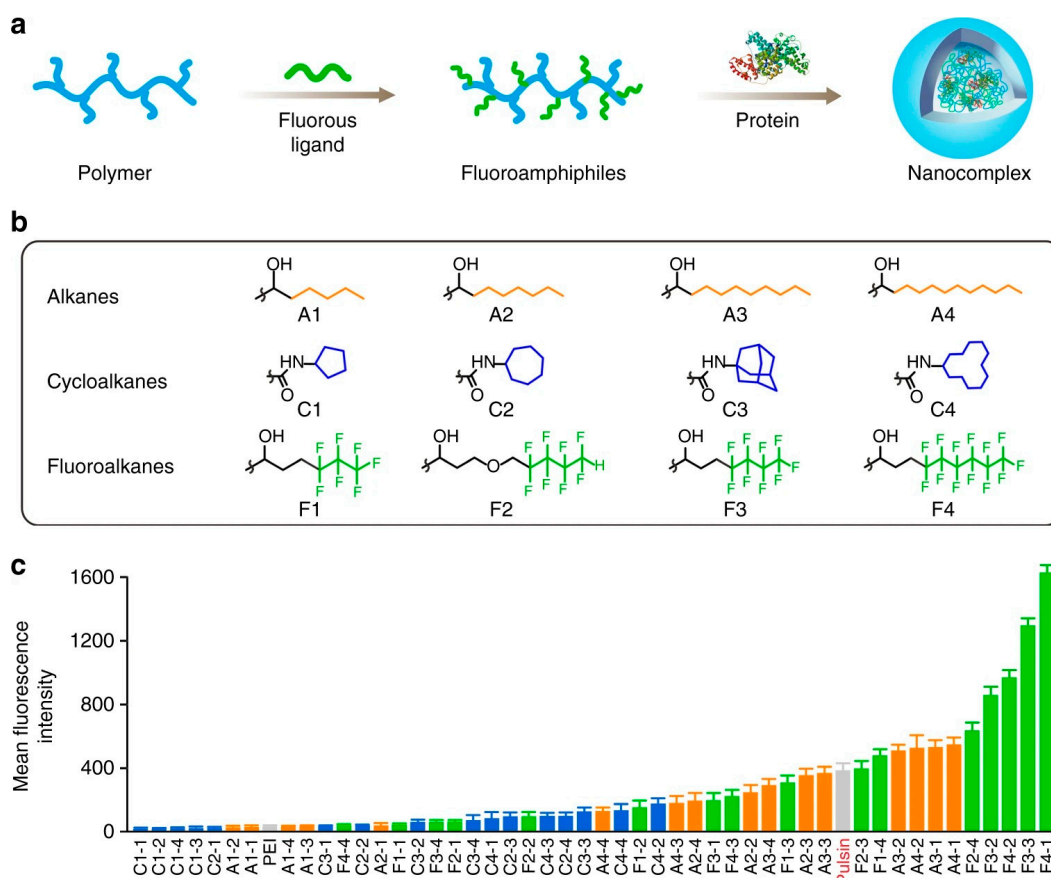 a
Polymer
Fluorous
ligand
Fluoroamphiphiles
Protein
Nanocomplex
b
Alkanes
OH
A1
OH
A2
OH
A3
OH
A4
Cycloalkanes
HN
O
C1
HN
O
C2
HN
O
C3
HN
O
C4
Fluoroalkanes
OH
F F F
F
F F F
F1
OH
O
F F F F
H
F F F F
F2
OH
F F F F
F
F F F F
F3
OH
F F F F F F
F
F F F F F F
F4
c
Mean fluorescence
intensity
1600
1200
800
400
0
C1-1
C1-2
C1-4
C1-3
C2-1
A1-2
A1-1
PEI
A1-4
A1-3
C3-1
F4-4
C2-2
A2-1
F1-1
C3-2
F3-4
F2-1
C3-4
C4-1
C2-3
F2-2
C4-3
C2-4
C3-3
A4-4
C4-4
F1-2
C4-2
A4-3
A2-4
F3-1
F4-3
A2-2
A3-4
F1-3
A2-3
A3-3
Pulsin
F2-3
F1-4
A3-2
A4-2
A3-1
A4-1
F2-4
F3-2
F4-2
F3-3
F4-1